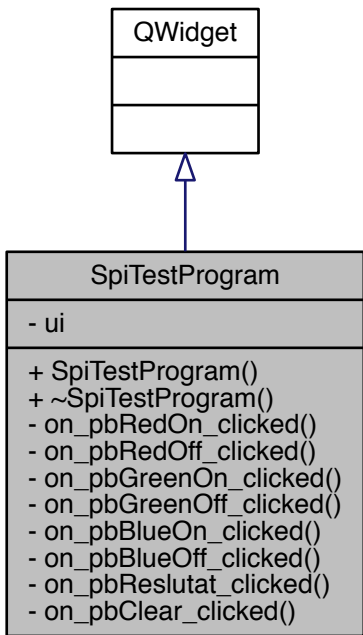 QWidget
SpiTestProgram
- ui
+ SpiTestProgram()
+ ~SpiTestProgram()
- on_pbRedOn_clicked()
- on_pbRedOff_clicked()
- on_pbGreenOn_clicked()
- on_pbGreenOff_clicked()
- on_pbBlueOn_clicked()
- on_pbBlueOff_clicked()
- on_pbReslutat_clicked()
- on_pbClear_clicked()